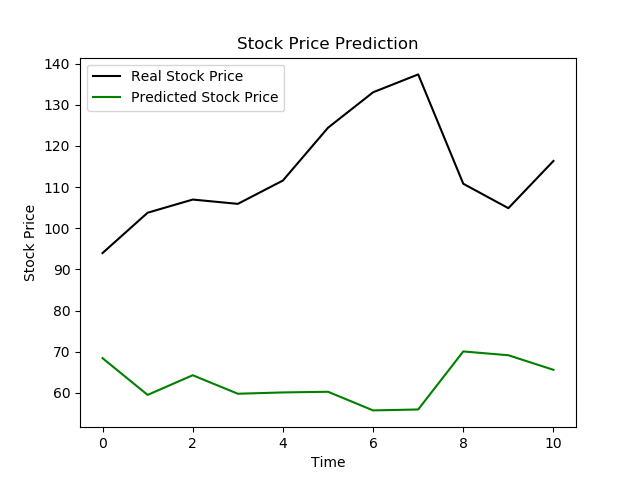 Stock Price Prediction
Real Stock Price
Predicted Stock Price
140
130
120
110
100
90
80
70
60
Stock Price
0 2 4 6 8 10
Time